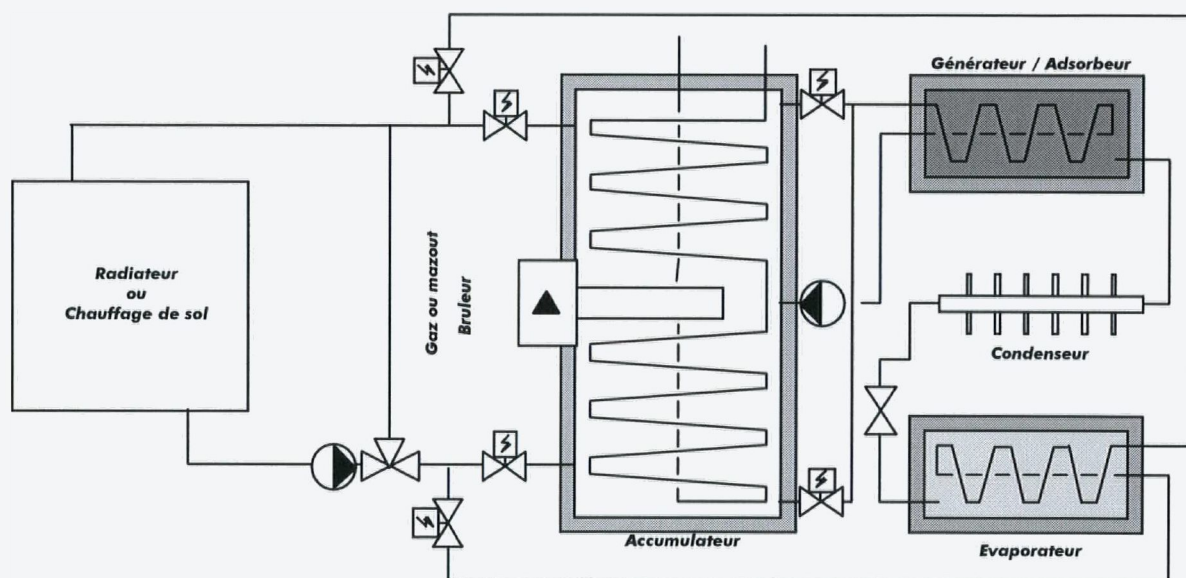 Générateur / Adsorbeur
Radiateur
ou
Chauffage de sol
Gaz ou mazout
Bruleur
Condenseur
Accumulateur
Evaporateur